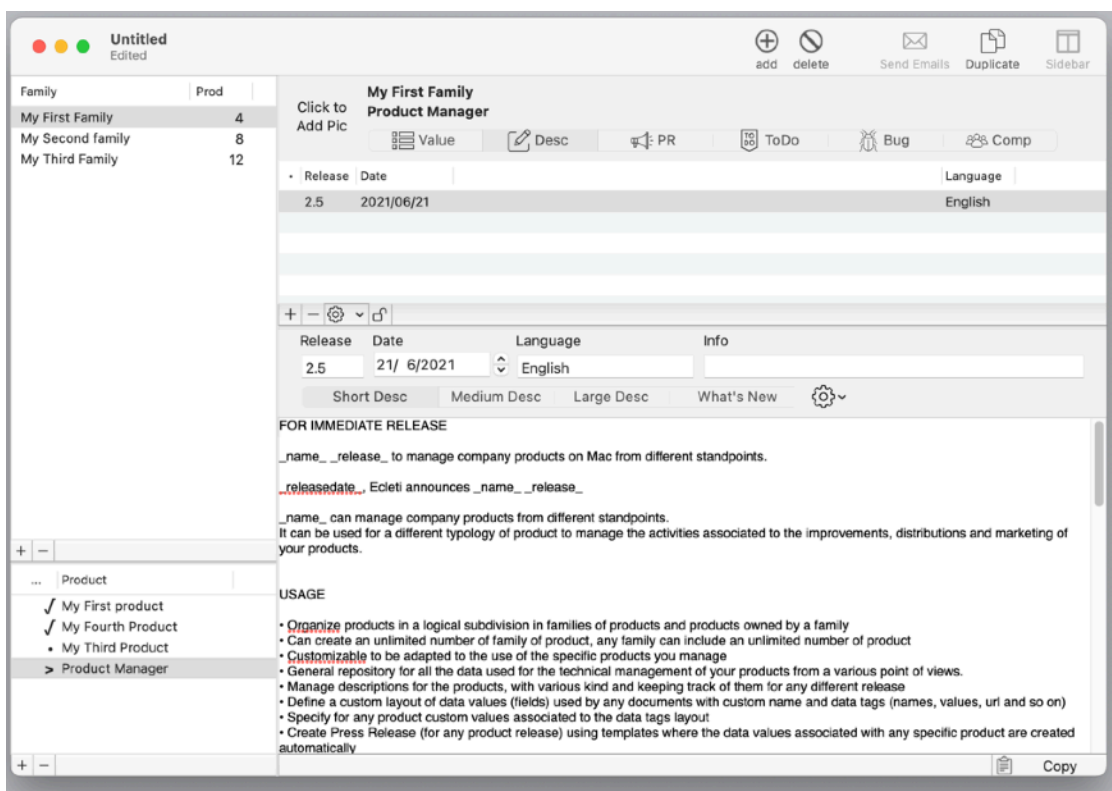 Untitled
Edited
add delete Send Emails Duplicate Sidebar
Family Prod
My First Family 4
My Second family 8
My Third Family 12
+ −
... Product
√ My First product
√ My Fourth Product
• My Third Product
> Product Manager
+ −
Click to
Add Pic
My First Family
Product Manager
Value Desc PR TO DO ToDo Bug Comp
• Release Date Language
2.5 2021/06/21 English
+ −
Release Date Language Info
2.5 21/ 6/2021 English
Short Desc Medium Desc Large Desc What's New
FOR IMMEDIATE RELEASE
_name_ _release_ to manage company products on Mac from different standpoints.
_releasedate_, Ecleti announces _name_ _release_
_name_ can manage company products from different standpoints.
It can be used for a different typology of product to manage the activities associated to the improvements, distributions and marketing of
your products.
USAGE
• Organize products in a logical subdivision in families of products and products owned by a family
• Can create an unlimited number of family of product, any family can include an unlimited number of product
• Customizable to be adapted to the use of the specific products you manage
• General repository for all the data used for the technical management of your products from a various point of views.
• Manage descriptions for the products, with various kind and keeping track of them for any different release
• Define a custom layout of data values (fields) used by any documents with custom name and data tags (names, values, url and so on)
• Specify for any product custom values associated to the data tags layout
• Create Press Release (for any product release) using templates where the data values associated with any specific product are created
automatically
Copy